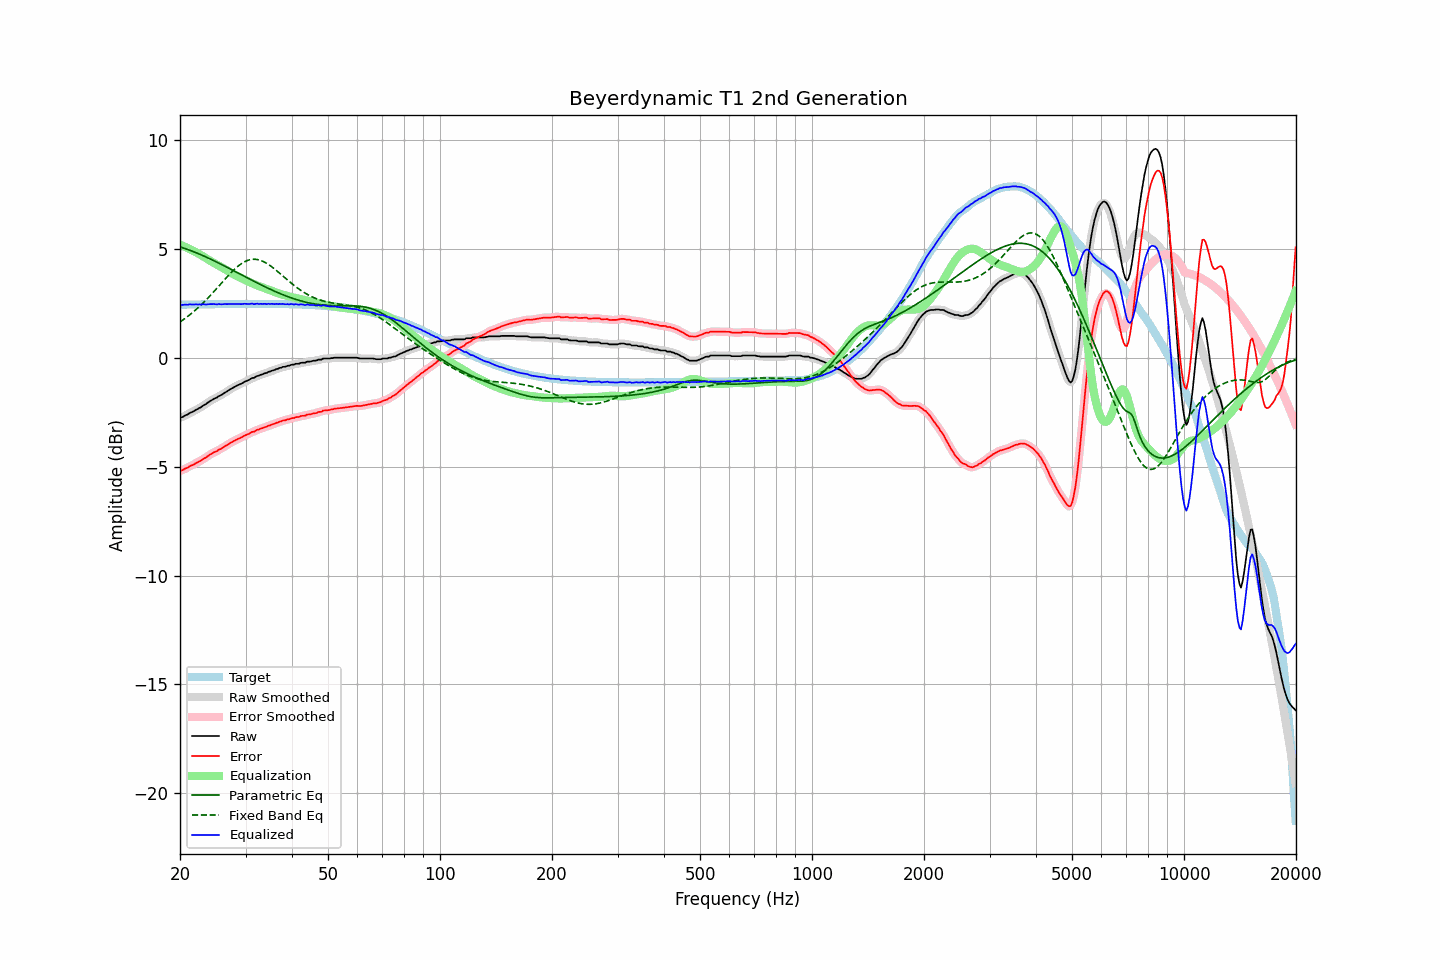 Beyerdynamic T1 2nd Generation
10
5
0
−5
−10
−15
−20
Amplitude (dBr)
Target
Raw Smoothed
Error Smoothed
Raw
Error
Equalization
Parametric Eq
Fixed Band Eq
Equalized
20 50 100 200 500 1000 2000 5000 10000 20000
Frequency (Hz)